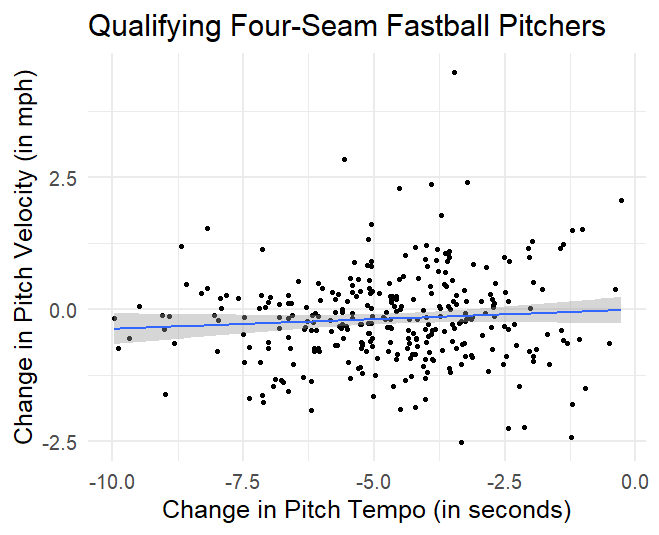 Qualifying Four-Seam Fastball Pitchers
Change in Pitch Velocity (in mph)
2.5
0.0
-2.5
-10.0
-7.5
-5.0
-2.5
0.0
Change in Pitch Tempo (in seconds)